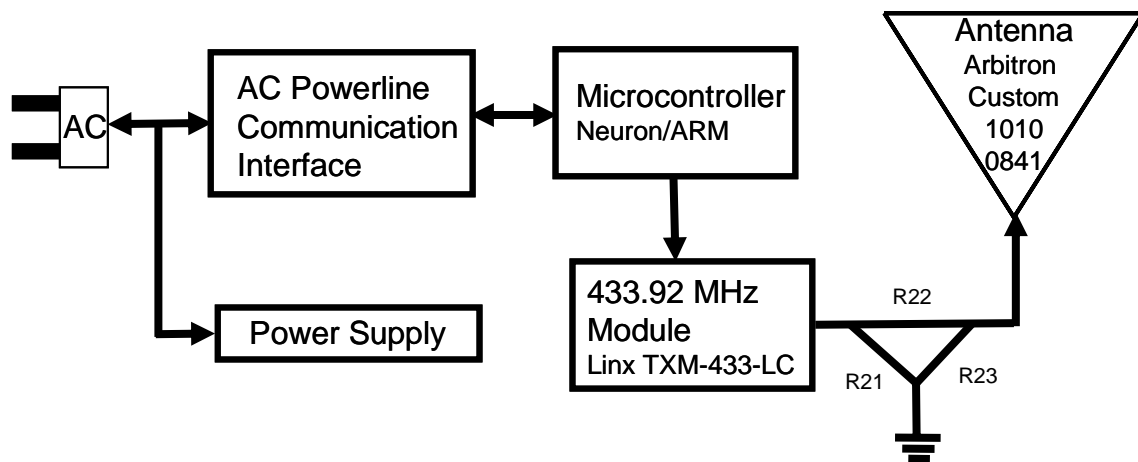 AC
AC Powerline
Communication
Interface
Microcontroller
Neuron/ARM
Antenna
Arbitron
Custom
1010
0841
Power Supply
433.92 MHz
Module
Linx TXM-433-LC
R22
R21
R23